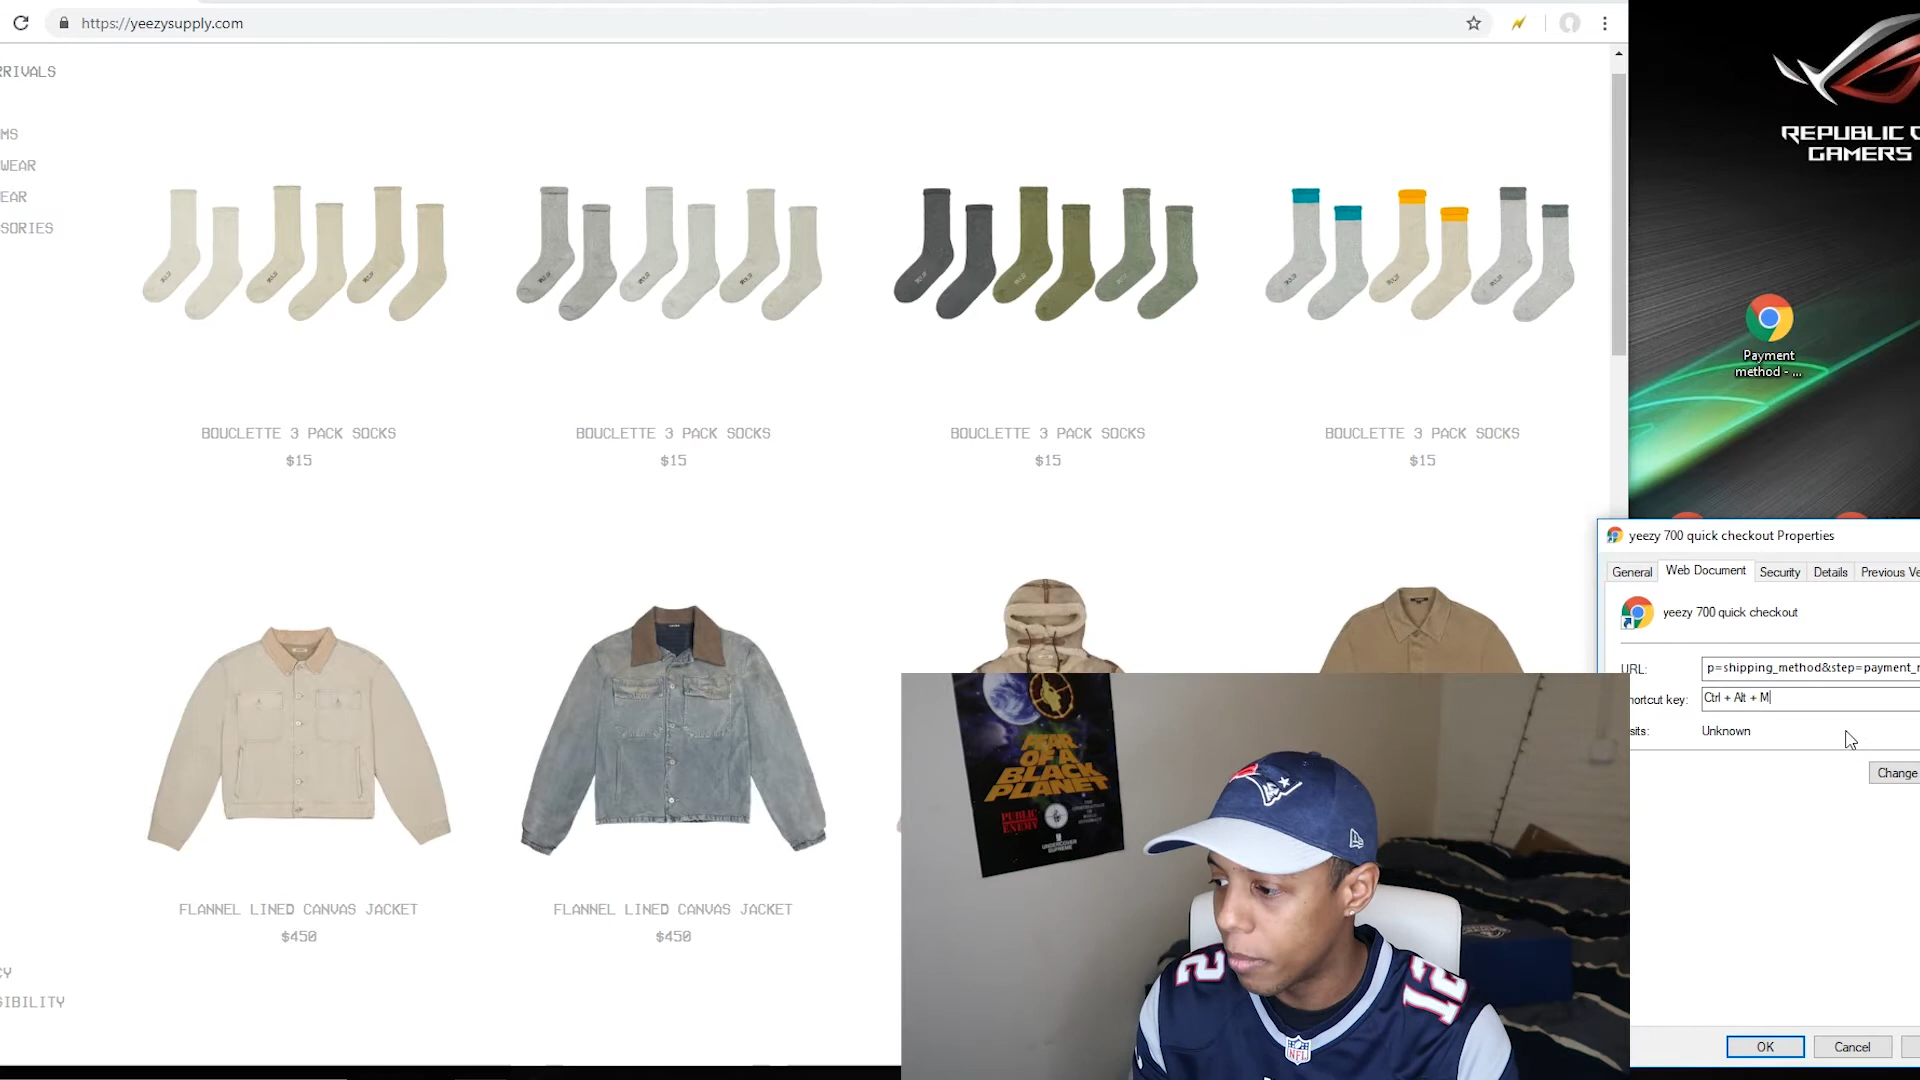 https://yeezysupply.com
RRIVALS
MS
WEAR
EAR
SORIES
BOUCLETTE 3 PACK SOCKS
$15
BOUCLETTE 3 PACK SOCKS
$15
BOUCLETTE 3 PACK SOCKS
$15
BOUCLETTE 3 PACK SOCKS
$15
FLANNEL LINED CANVAS JACKET
$450
FLANNEL LINED CANVAS JACKET
$450
CY
SIBILITY
REPUBLIC O
GAMERS
Payment
method - ...
yeezy 700 quick checkout Properties
General Web Document Security Details Previous Ve
yeezy 700 quick checkout
URL: p=shipping_method&step=payment_
hortcut key: Ctrl + Alt + M
sits: Unknown
Change
OK Cancel
FEAR
OF A
BLACK
PLANET
PUBLIC
ENEMY
UNDERCOVER
SUPREME
12
12
NFL